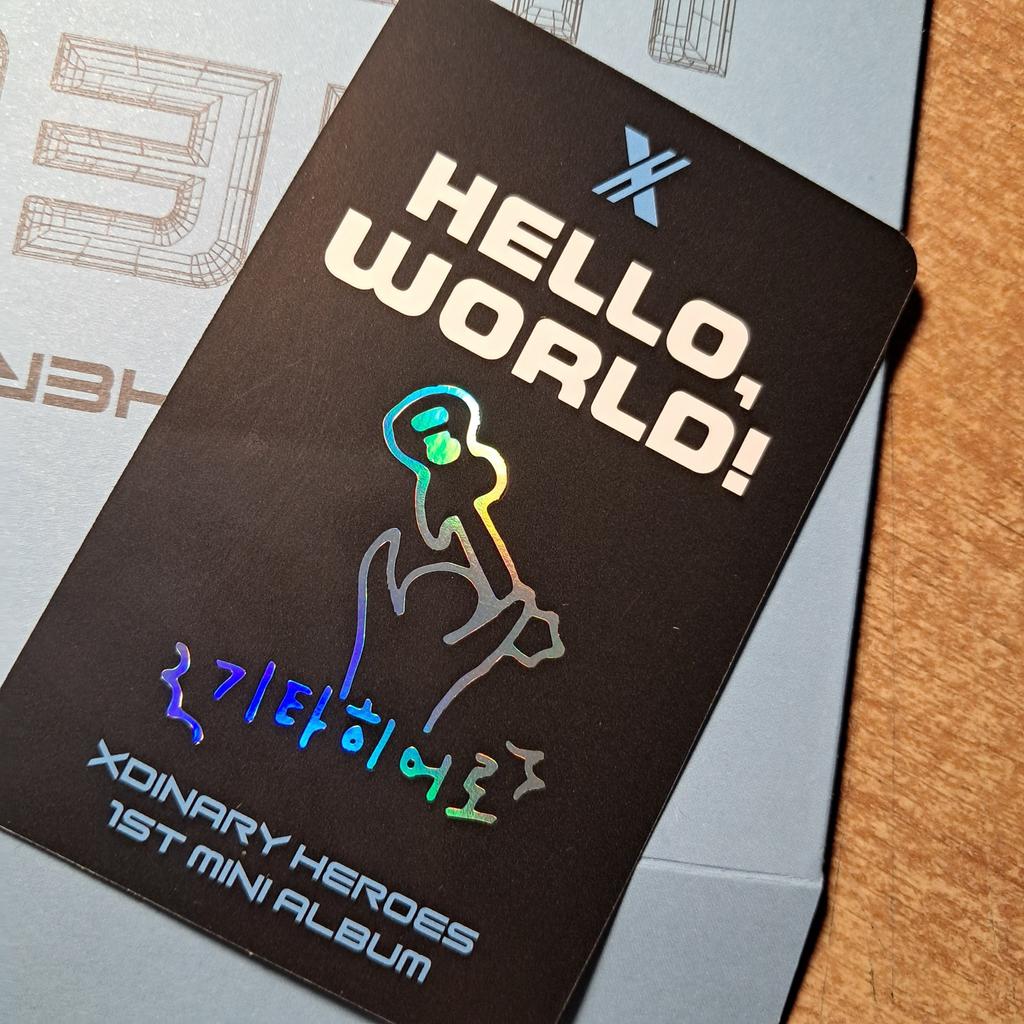 HELLO,
WORLD!
{기타히어로}
XDINARY HEROES
1ST MINI ALBUM